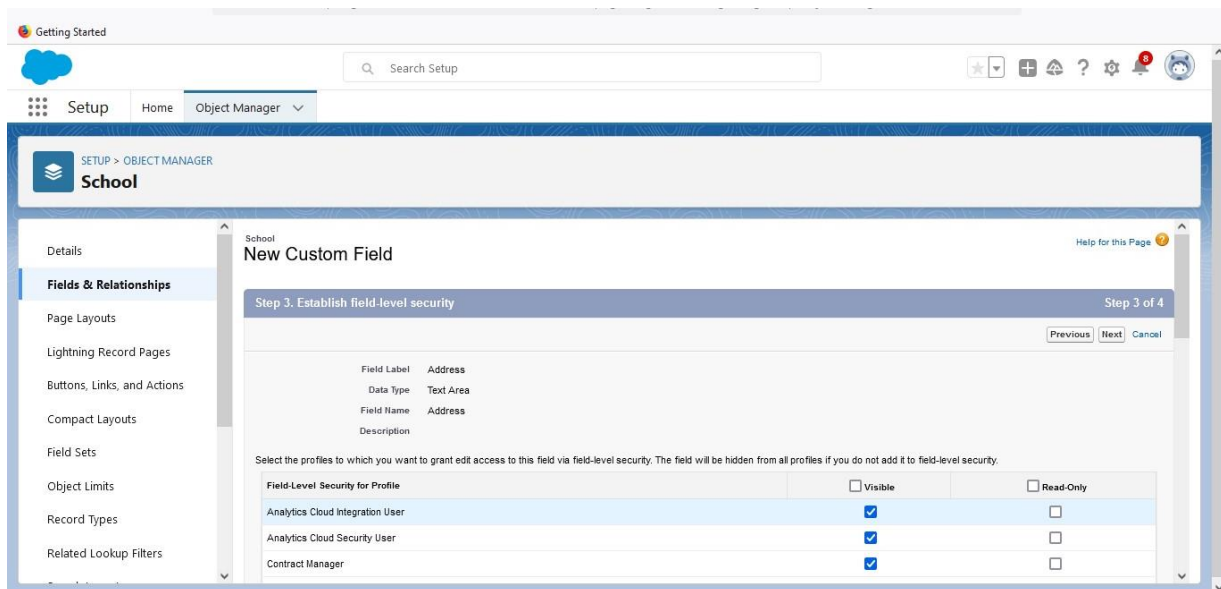 Getting Started
Search Setup
8
Setup Home Object Manager
SETUP > OBJECT MANAGER
School
Details
Fields & Relationships
Page Layouts
Lightning Record Pages
Buttons, Links, and Actions
Compact Layouts
Field Sets
Object Limits
Record Types
Related Lookup Filters
School
New Custom Field
Help for this Page ?
Step 3. Establish field-level security Step 3 of 4
Previous Next Cancel
Field Label Address
Data Type Text Area
Field Name Address
Description
Select the profiles to which you want to grant edit access to this field via field-level security. The field will be hidden from all profiles if you do not add it to field-level security.
Field-Level Security for Profile Visible Read-Only
Analytics Cloud Integration User
Analytics Cloud Security User
Contract Manager